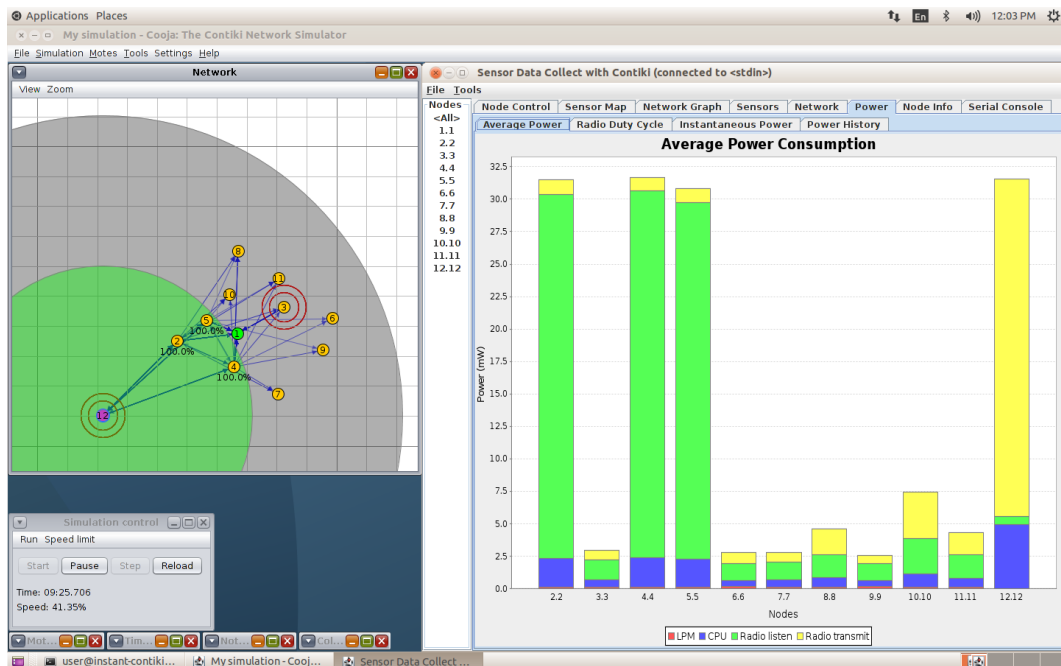 Applications Places
En 12:03 PM
My simulation - Cooja: The Contiki Network Simulator
File Simulation Motes Tools Settings Help
Network
View Zoom
8
11
10
3
5
6
1
100.0%
2
9
100.0%
4
100.0%
7
12
Simulation control
Run Speed limit
Start Pause Step Reload
Time: 09:25.706
Speed: 41.35%
Mot... Tim... Not... Col...
Sensor Data Collect with Contiki (connected to <stdin>)
File Tools
Nodes
<All>
1.1
2.2
3.3
4.4
5.5
6.6
7.7
8.8
9.9
10.10
11.11
12.12
Node Control Sensor Map Network Graph Sensors Network Power Node Info Serial Console
Average Power Radio Duty Cycle Instantaneous Power Power History
Average Power Consumption
32.5
30.0
27.5
25.0
22.5
20.0
17.5
15.0
12.5
10.0
7.5
5.0
2.5
0.0
Power (mW)
2.2 3.3 4.4 5.5 6.6 7.7 8.8 9.9 10.10 11.11 12.12
Nodes
LPM CPU Radio listen Radio transmit
user@instant-contiki... My simulation - Cooj... Sensor Data Collect ...